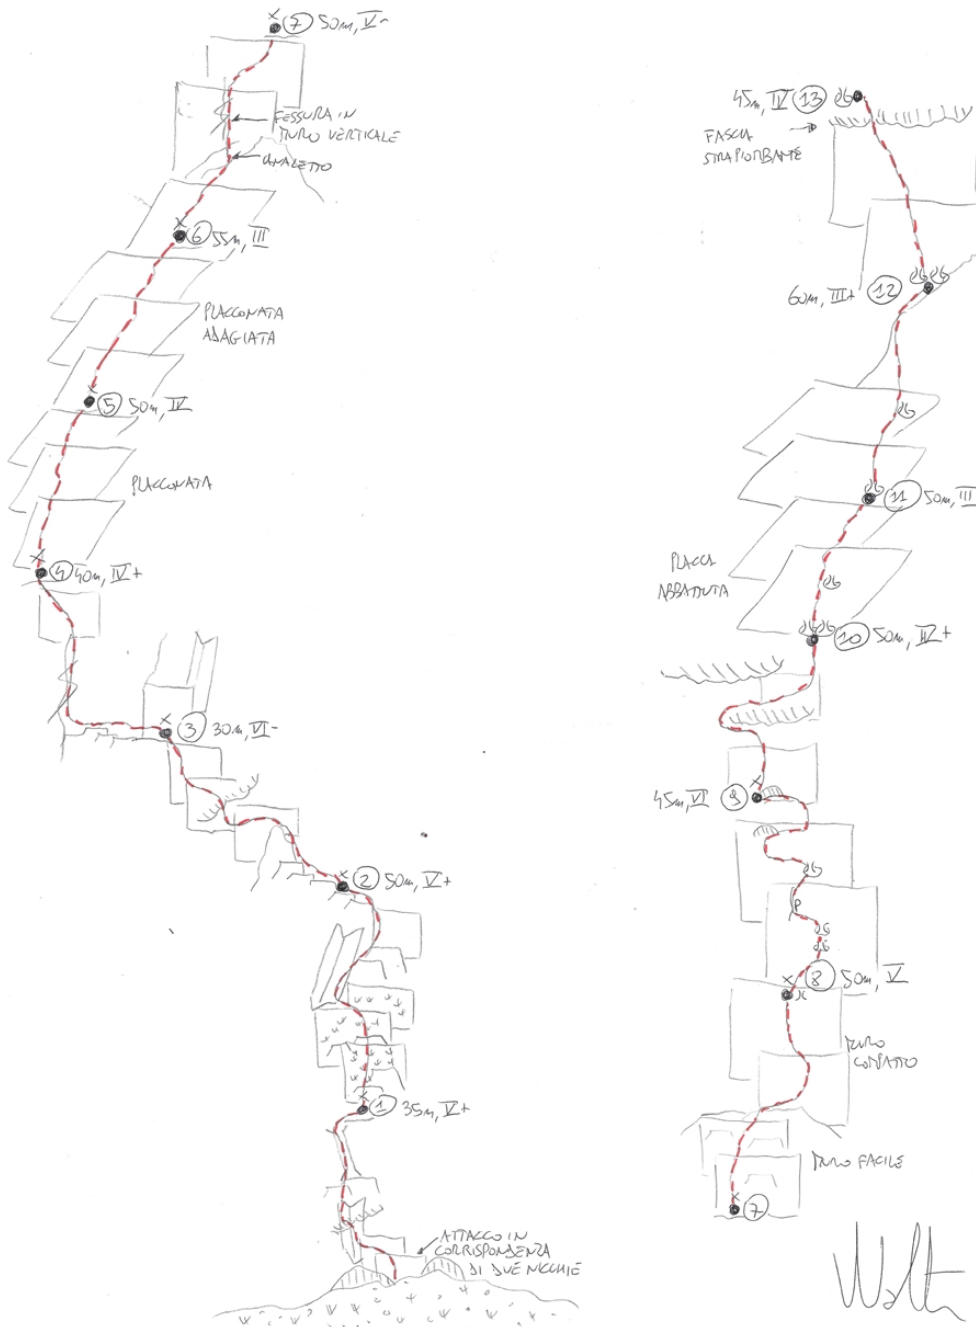 7 50m, V-
FESSURA IN
MURO VERTICALE
CANALETTO
6 55m, III
PLACCONATA
ADAGIATA
5 50m, IV
PLACCONATA
4 40m, IV+
3 30m, VI-
2 50m, V+
1 35m, V+
ATTACCO IN
CORRISPONDENZA
DI DUE NICCHIE
45m, IV 13
FASCIA
STRAPIOMBANTE
60m, III+ 12
11 50m, III
PLACCA
ABBATTUTA
10 50m, IV+
45m, VI 9
P
8 50m, V
MURO
COMPATTO
MURO FACILE
7